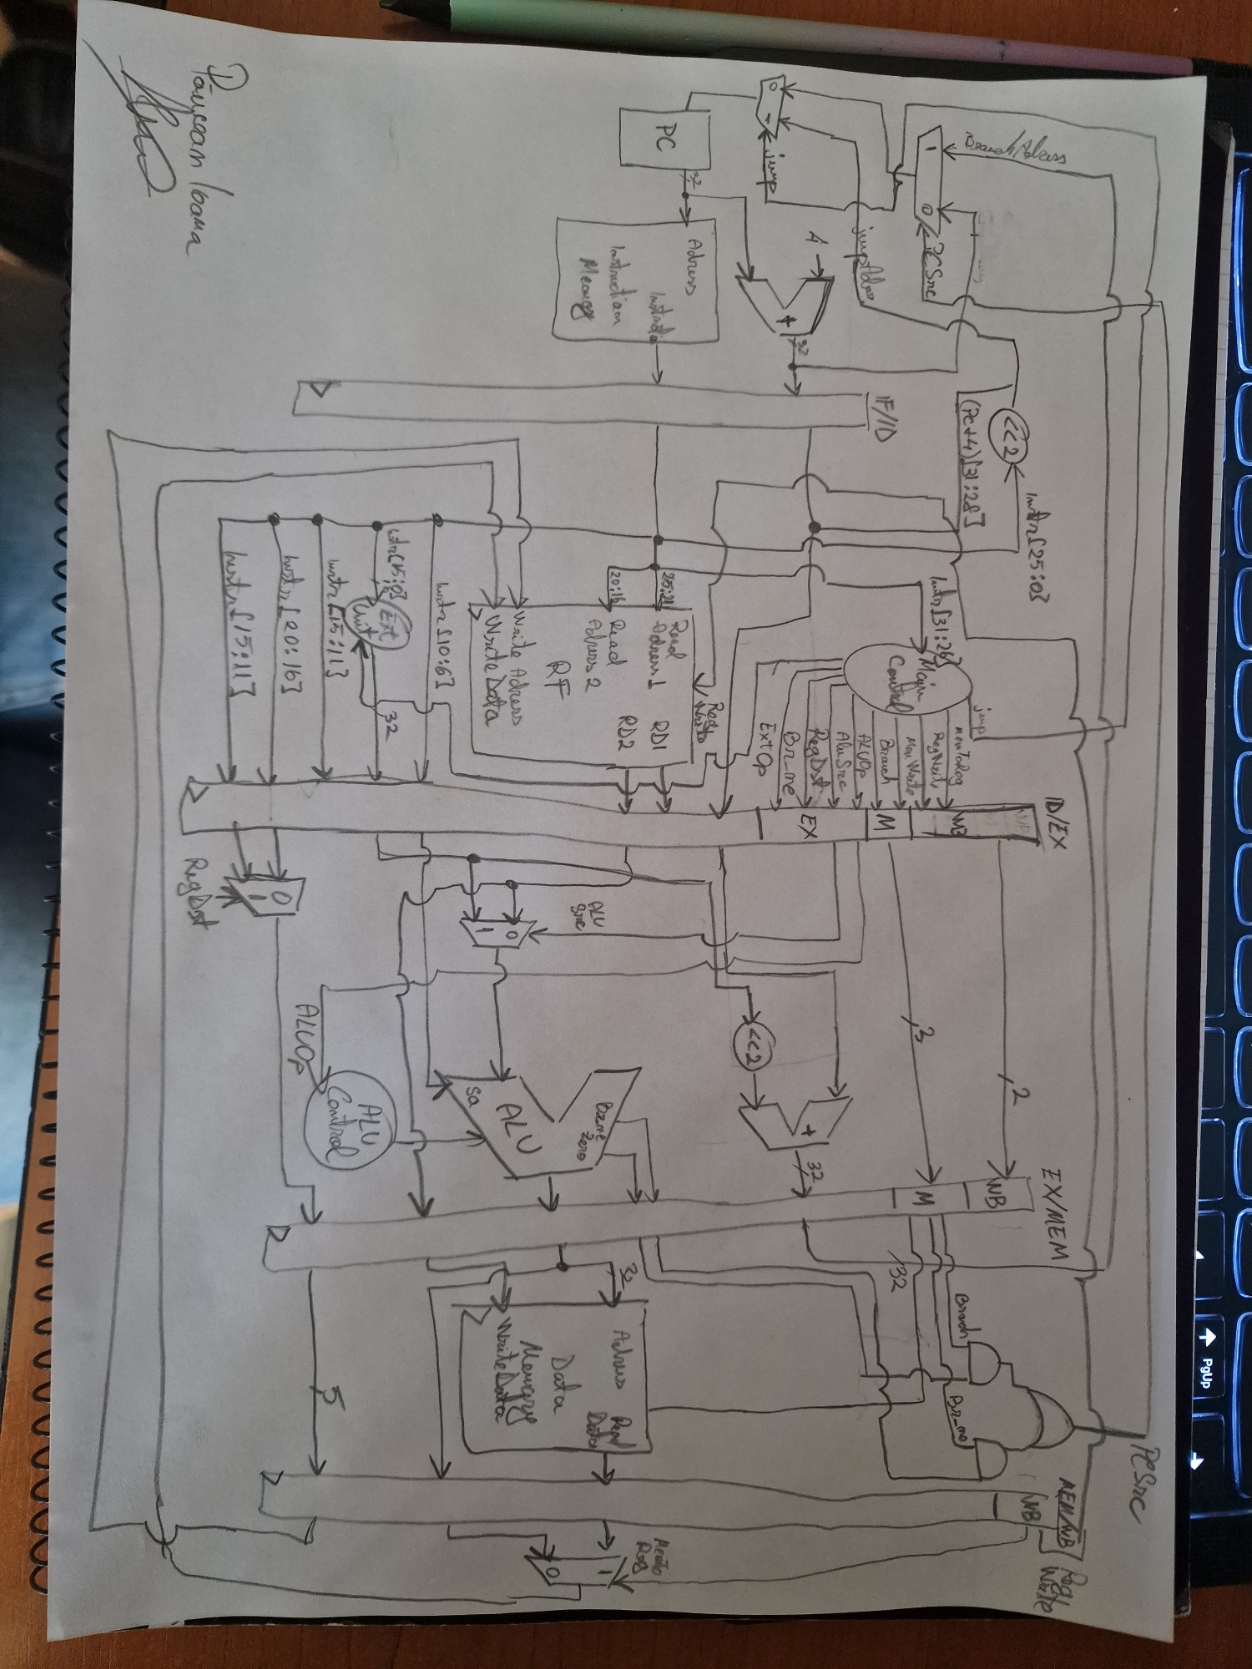 PCSrc
Branch Adress
1
0
PCSrc
jump Adress
0
1
jump
PC
32
4
+
32
Adress
Instruction
Memory
IF/ID
<<2
Instr[25:0]
(PC+4)[31:28]
Instr[31:26]
Main
Control
jump
MemToReg
RegWrite
MemWrite
Branch
ALUOp
AluSrc
RegDst
Br_ne
ExtOp
Reg
Write
25:21
20:16
Read
Adress 1
Read
Adress 2
RF
Write Adress
Write Data
RD1
RD2
Instr[10:6]
Instr[15:0]
Ext
Unit
32
Instr[15:11]
Instr[20:16]
Instr[15:11]
ID/EX
WB
M
EX
ALU
Src
0
1
0
1
RegDst
2
3
<<2
+
32
Br_ne
Zero
ALU
sa
ALUOp
ALU
Control
EX/MEM
WB
M
32
Branch
Br_ne
32
Adress
Read
Data
Data
Memory
Write Data
5
MEM/WB
WB
Reg
Write
Memto
Reg
1
0
Pâncean Ioana